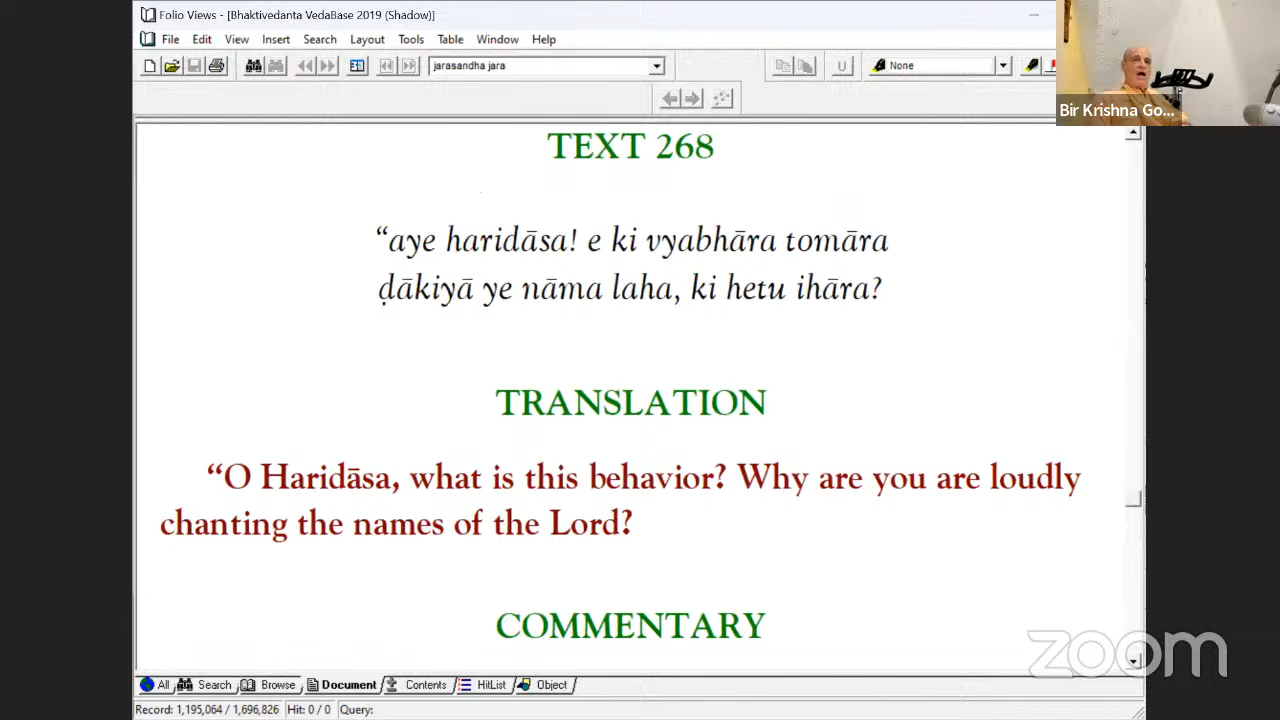 Folio Views - [Bhaktivedanta VedaBase 2019 (Shadow)]
File Edit View Insert Search Layout Tools Table Window Help
jarasandha jara
U
None
Bir Krishna Go...
TEXT 268
“aye haridāsa! e ki vyabhāra tomāra
ḍākiyā ye nāma laha, ki hetu ihāra?
TRANSLATION
“O Haridāsa, what is this behavior? Why are you are loudly
chanting the names of the Lord?
COMMENTARY
zoom
All Search Browse Document Contents HitList Object
Record: 1,195,064 / 1,696,826 Hit: 0 / 0 Query: